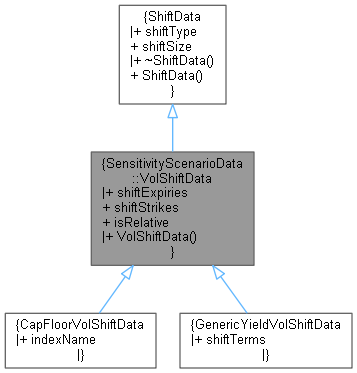 {ShiftData
|+ shiftType
+ shiftSize
|+ ~ShiftData()
+ ShiftData()
}
{SensitivityScenarioData
::VolShiftData
|+ shiftExpiries
+ shiftStrikes
+ isRelative
|+ VolShiftData()
}
{CapFloorVolShiftData
|+ indexName
|}
{GenericYieldVolShiftData
|+ shiftTerms
|}